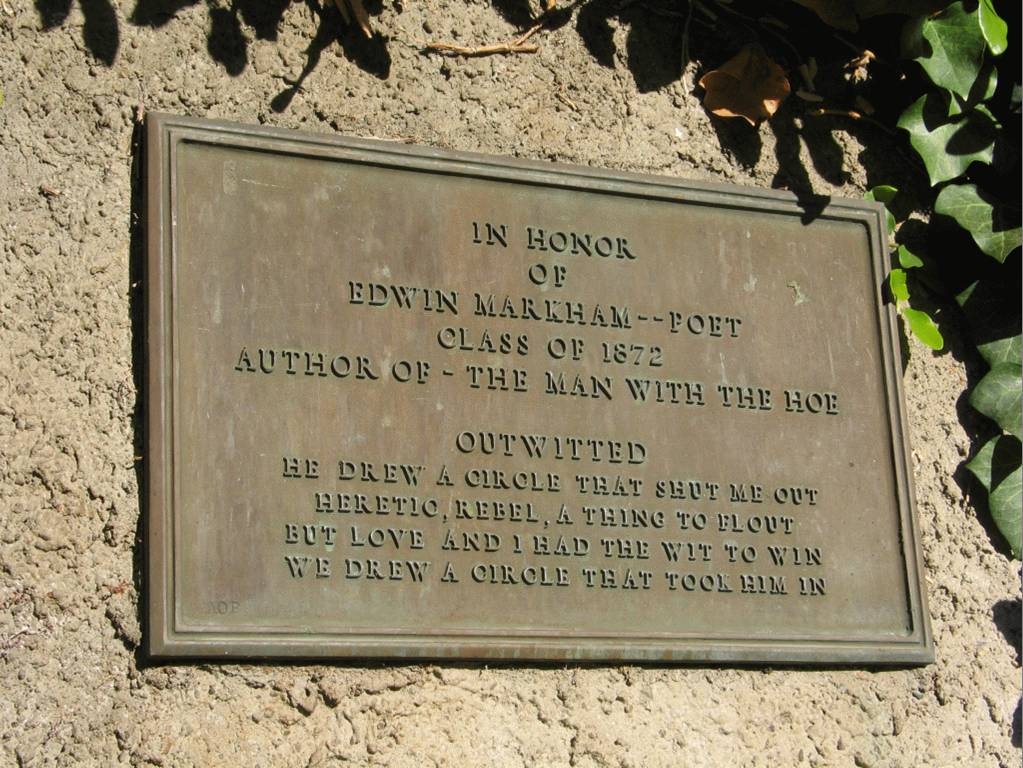 IN HONOR
OF
EDWIN MARKHAM--POET
CLASS OF 1872
AUTHOR OF - THE MAN WITH THE HOE
OUTWITTED
HE DREW A CIRCLE THAT SHUT ME OUT
HERETIC, REBEL, A THING TO FLOUT
BUT LOVE AND I HAD THE WIT TO WIN
WE DREW A CIRCLE THAT TOOK HIM IN